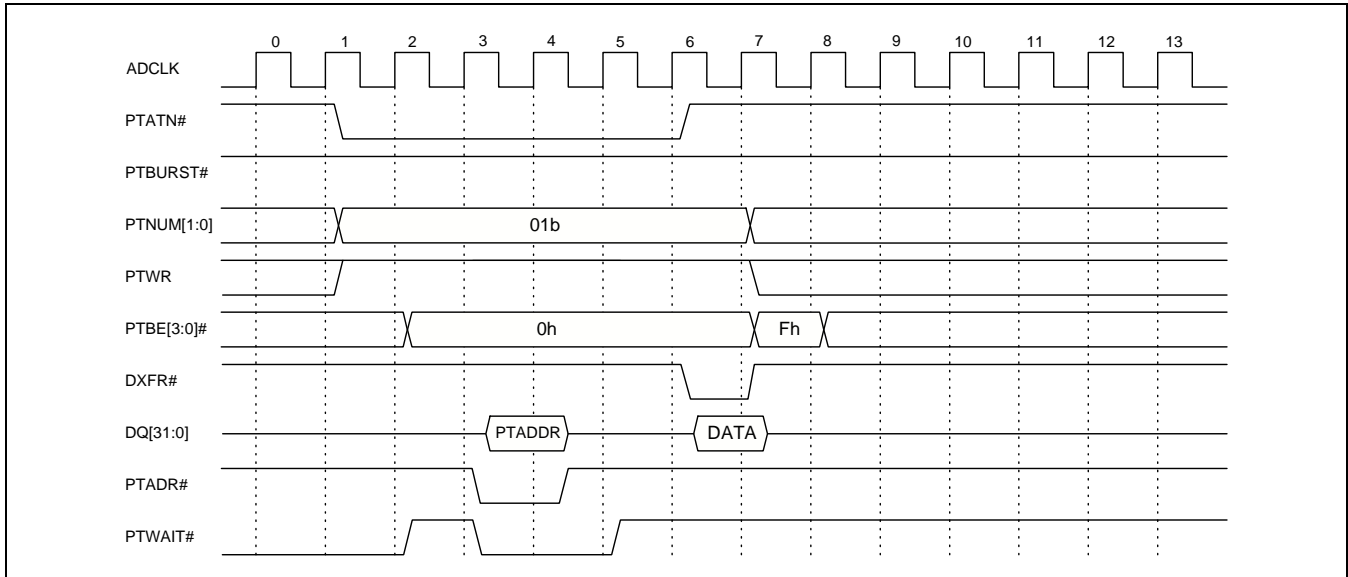 0 1 2 3 4 5 6 7 8 9 10 11 12 13
ADCLK
PTATN#
PTBURST#
PTNUM[1:0] 01b
PTWR
PTBE[3:0]# 0h Fh
DXFR#
DQ[31:0] PTADDR DATA
PTADR#
PTWAIT#